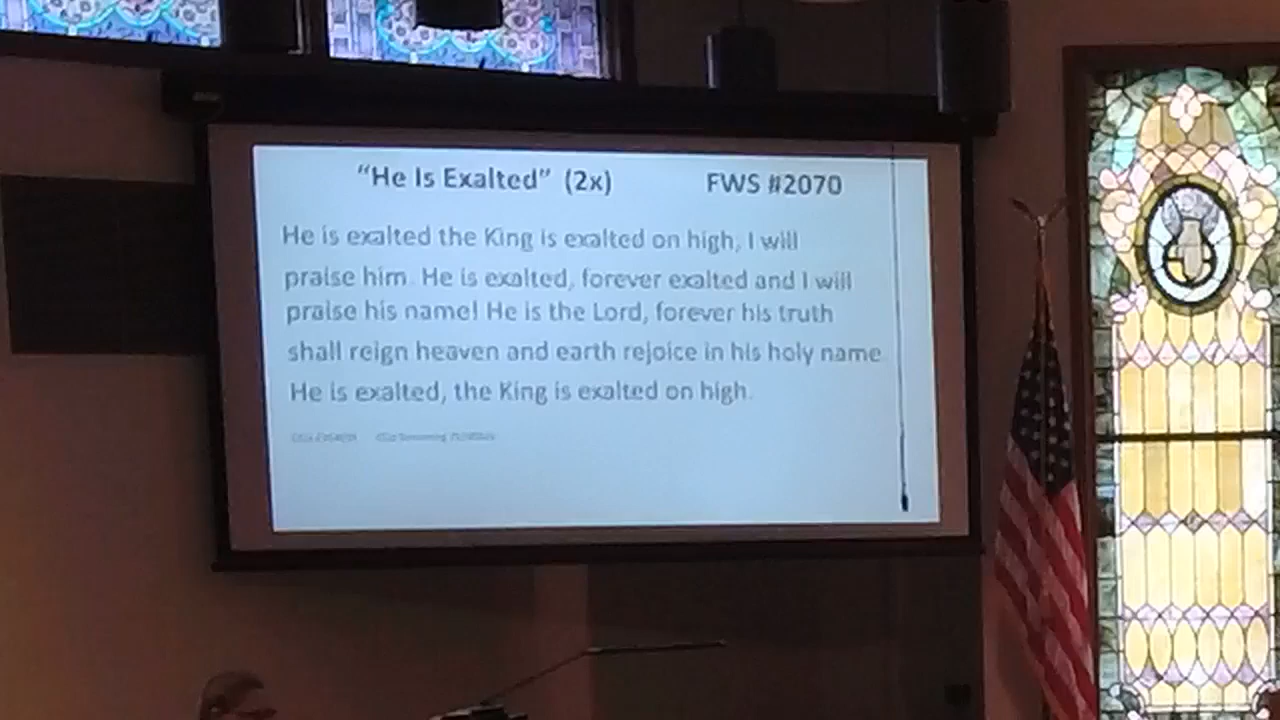 “He Is Exalted” (2x) FWS #2070
He is exalted the King is exalted on high, I will
praise him. He is exalted, forever exalted and I will
praise his name! He is the Lord, forever his truth
shall reign heaven and earth rejoice in his holy name
He is exalted, the King is exalted on high.